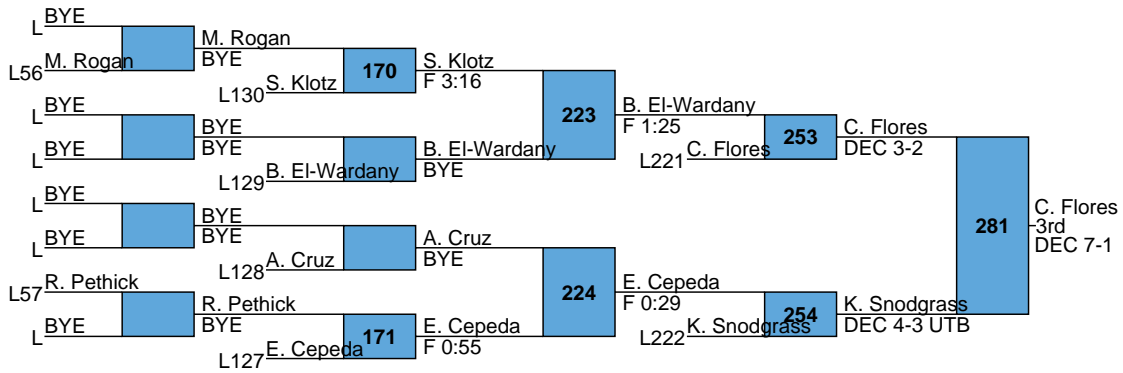 L BYE
L56 M. Rogan
M. Rogan
BYE
170
L130 S. Klotz
S. Klotz
F 3:16
L BYE
L BYE
BYE
BYE
L129 B. El-Wardany
B. El-Wardany
BYE
223
B. El-Wardany
F 1:25
L221 C. Flores
253
C. Flores
DEC 3-2
L BYE
L BYE
BYE
BYE
L128 A. Cruz
A. Cruz
BYE
L57 R. Pethick
L BYE
R. Pethick
BYE
171
L127 E. Cepeda
E. Cepeda
F 0:55
224
E. Cepeda
F 0:29
L222 K. Snodgrass
254
K. Snodgrass
DEC 4-3 UTB
281
C. Flores
3rd
DEC 7-1